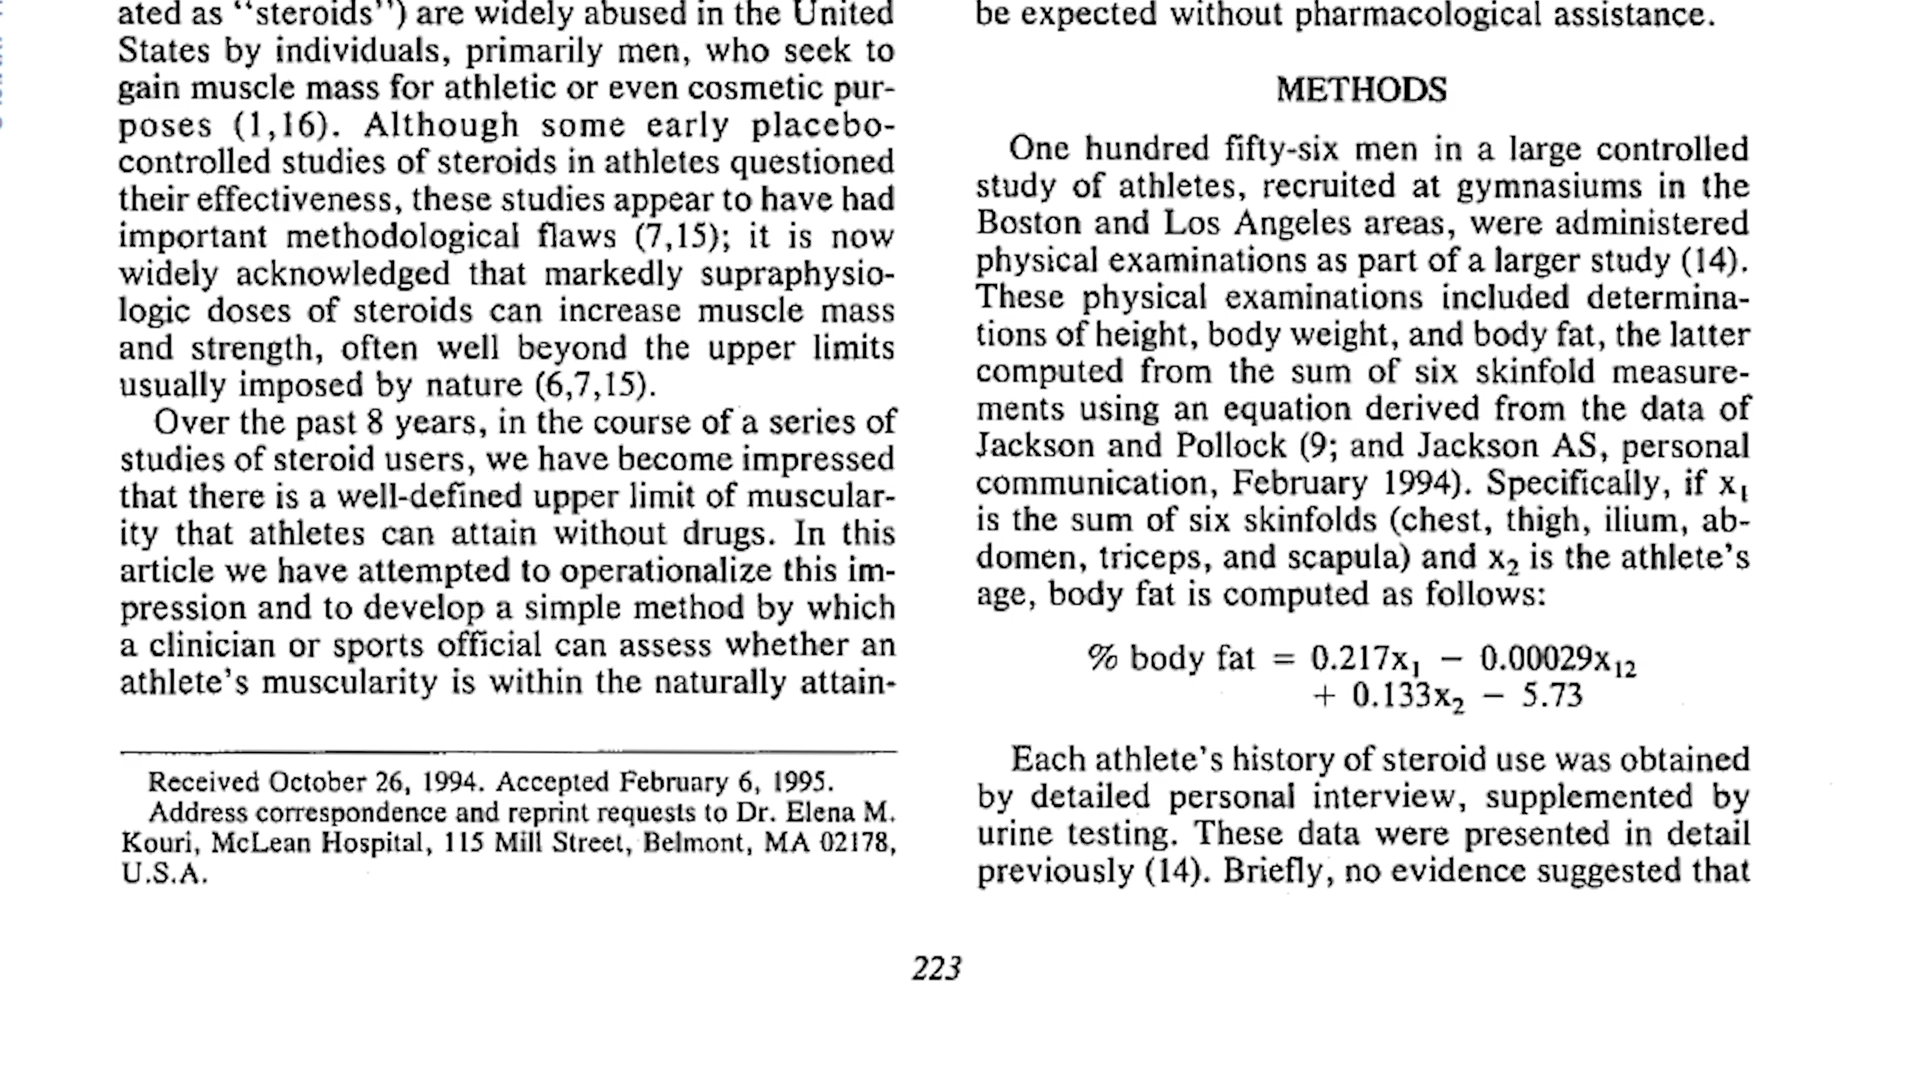 ated as “steroids”) are widely abused in the United
States by individuals, primarily men, who seek to
gain muscle mass for athletic or even cosmetic pur-
poses (1,16). Although some early placebo-
controlled studies of steroids in athletes questioned
their effectiveness, these studies appear to have had
important methodological flaws (7,15); it is now
widely acknowledged that markedly supraphysio-
logic doses of steroids can increase muscle mass
and strength, often well beyond the upper limits
usually imposed by nature (6,7,15).
Over the past 8 years, in the course of a series of
studies of steroid users, we have become impressed
that there is a well-defined upper limit of muscular-
ity that athletes can attain without drugs. In this
article we have attempted to operationalize this im-
pression and to develop a simple method by which
a clinician or sports official can assess whether an
athlete's muscularity is within the naturally attain-
Received October 26, 1994. Accepted February 6, 1995.
Address correspondence and reprint requests to Dr. Elena M.
Kouri, McLean Hospital, 115 Mill Street, Belmont, MA 02178,
U.S.A.
be expected without pharmacological assistance.
METHODS
One hundred fifty-six men in a large controlled
study of athletes, recruited at gymnasiums in the
Boston and Los Angeles areas, were administered
physical examinations as part of a larger study (14).
These physical examinations included determina-
tions of height, body weight, and body fat, the latter
computed from the sum of six skinfold measure-
ments using an equation derived from the data of
Jackson and Pollock (9; and Jackson AS, personal
communication, February 1994). Specifically, if x₁
is the sum of six skinfolds (chest, thigh, ilium, ab-
domen, triceps, and scapula) and x₂ is the athlete's
age, body fat is computed as follows:
% body fat = 0.217x₁ − 0.00029x₁₂
+ 0.133x₂ − 5.73
Each athlete's history of steroid use was obtained
by detailed personal interview, supplemented by
urine testing. These data were presented in detail
previously (14). Briefly, no evidence suggested that
223